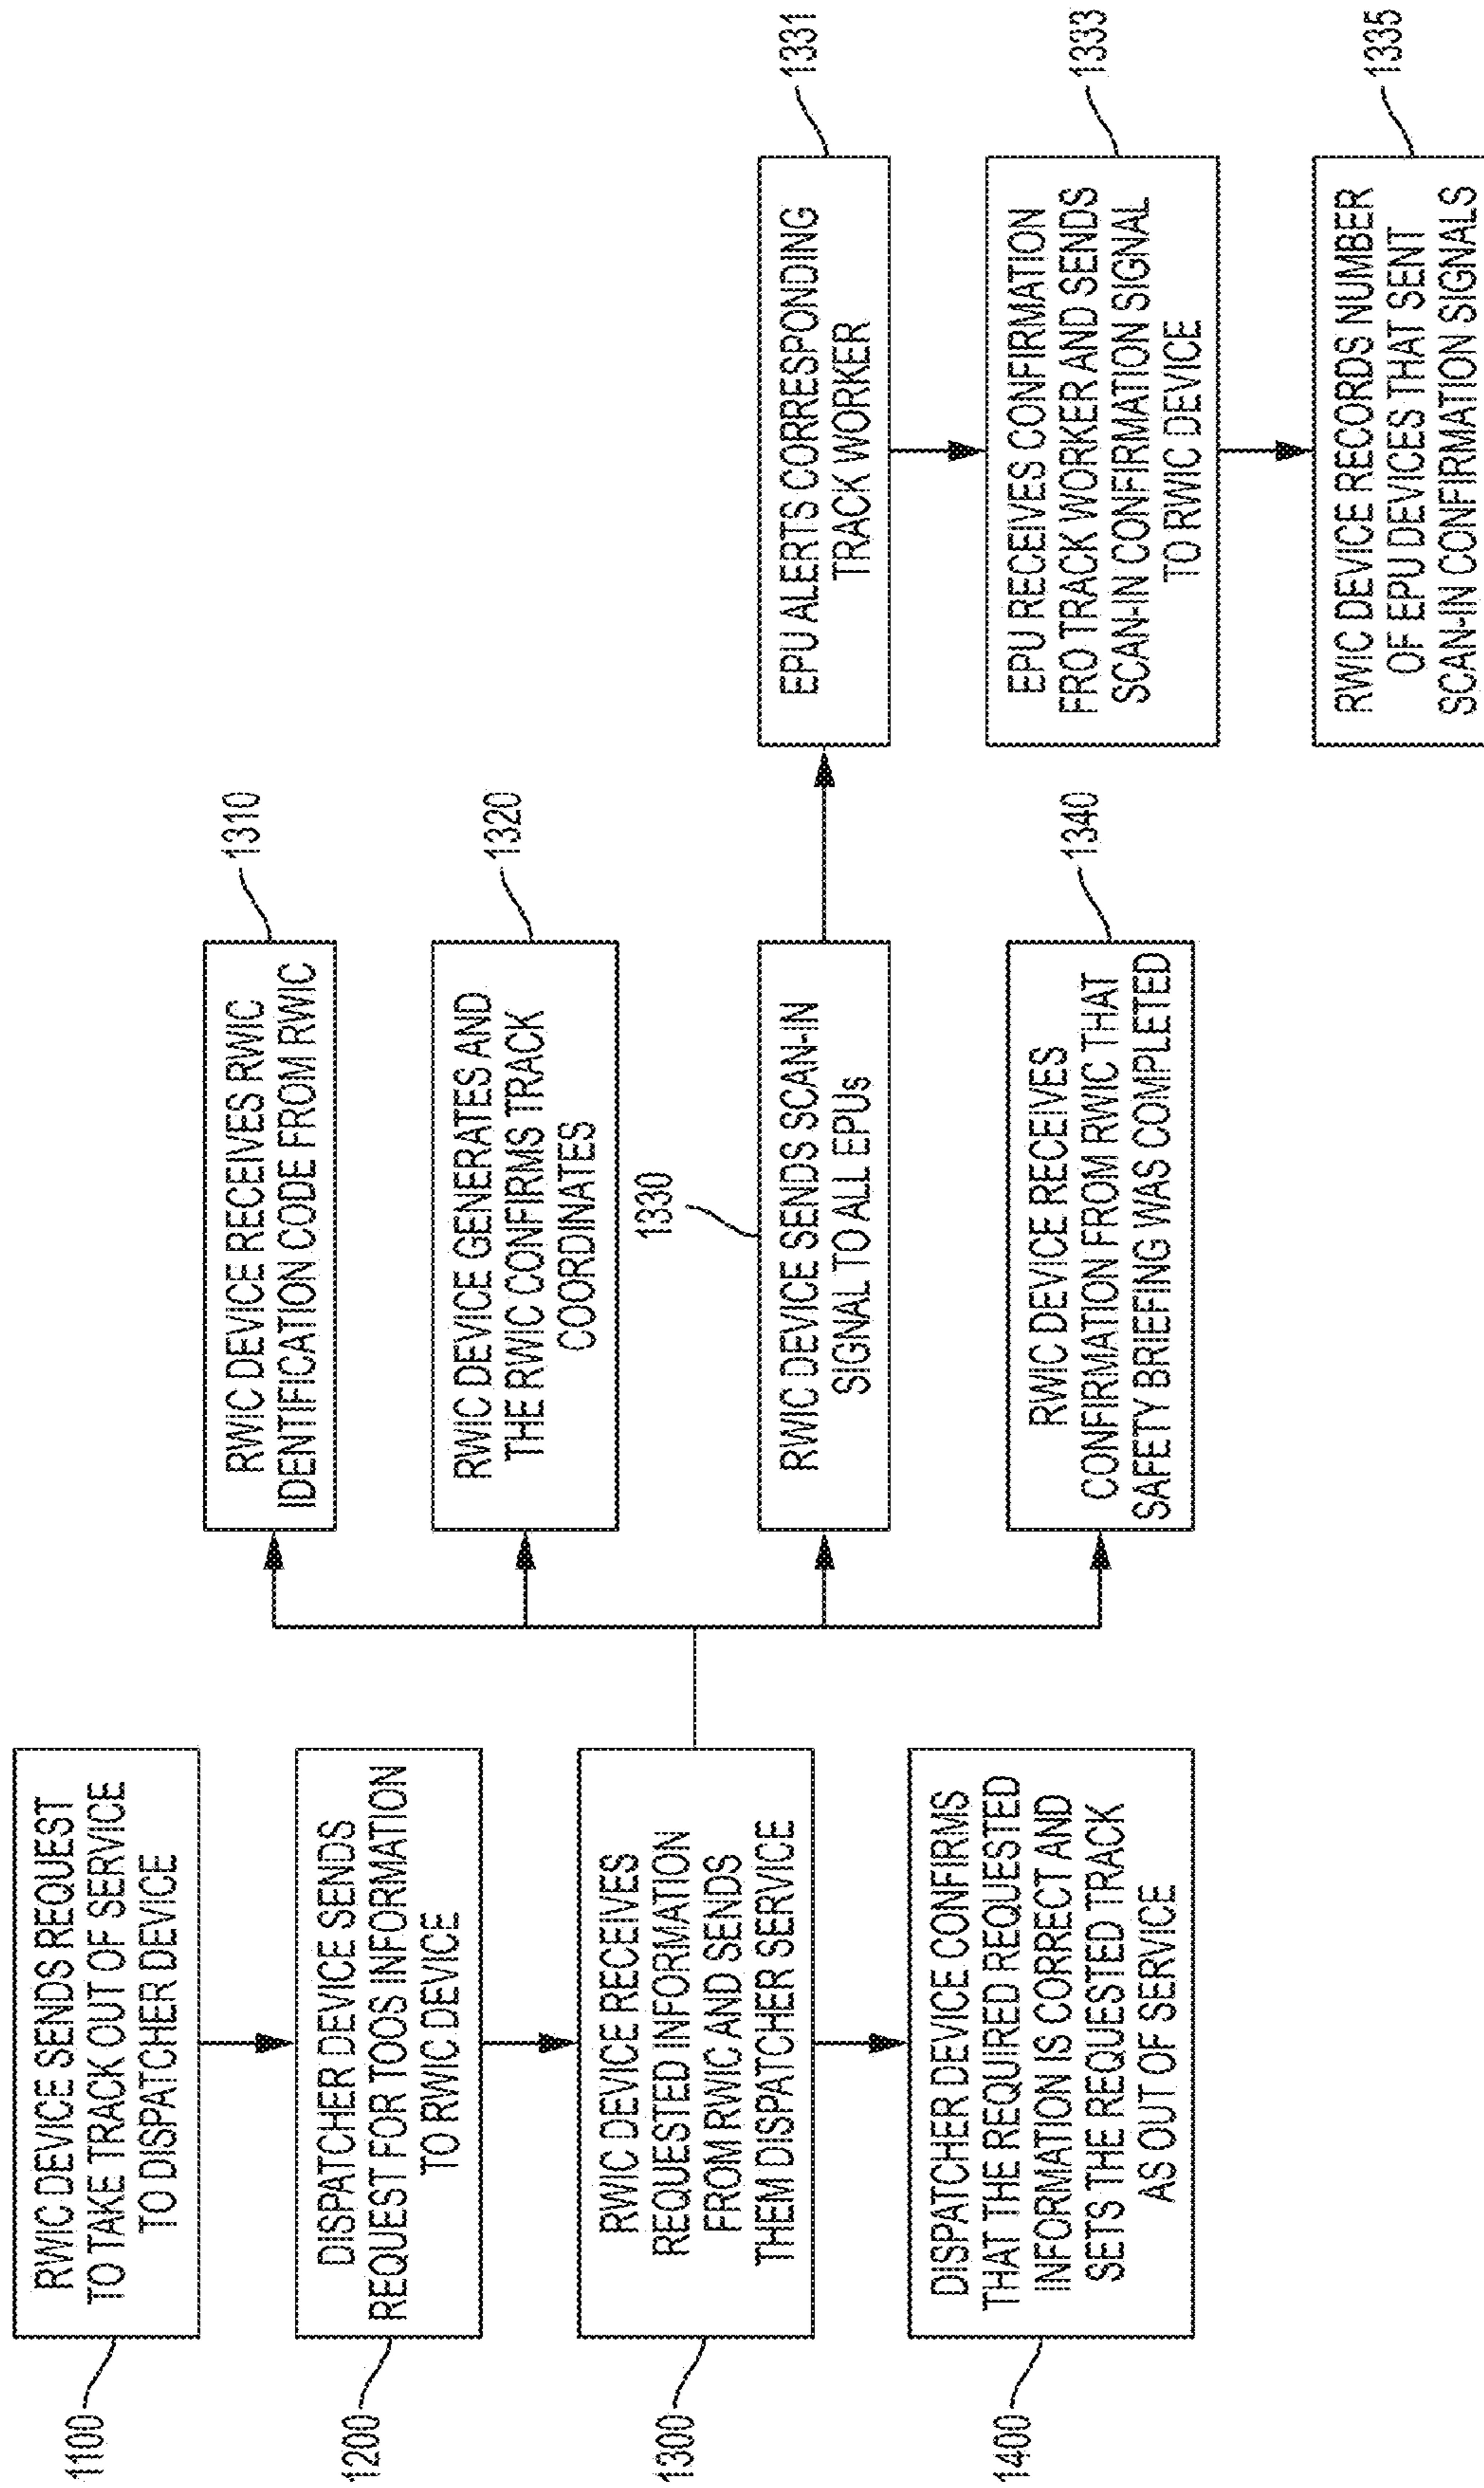 1100
RWIC DEVICE SENDS REQUEST
TO TAKE TRACK OUT OF SERVICE
TO DISPATCHER DEVICE
1200
DISPATCHER DEVICE SENDS
REQUEST FOR TOOS INFORMATION
TO RWIC DEVICE
1300
RWIC DEVICE RECEIVES
REQUESTED INFORMATION
FROM RWIC AND SENDS
THEM DISPATCHER SERVICE
1400
DISPATCHER DEVICE CONFIRMS
THAT THE REQUIRED REQUESTED
INFORMATION IS CORRECT AND
SETS THE REQUESTED TRACK
AS OUT OF SERVICE
1310
RWIC DEVICE RECEIVES RWIC
IDENTIFICATION CODE FROM RWIC
1320
RWIC DEVICE GENERATES AND
THE RWIC CONFIRMS TRACK
COORDINATES
1330
RWIC DEVICE SENDS SCAN-IN
SIGNAL TO ALL EPUs
1340
RWIC DEVICE RECEIVES
CONFIRMATION FROM RWIC THAT
SAFETY BRIEFING WAS COMPLETED
1331
EPU ALERTS CORRESPONDING
TRACK WORKER
1333
EPU RECEIVES CONFIRMATION
FRO TRACK WORKER AND SENDS
SCAN-IN CONFIRMATION SIGNAL
TO RWIC DEVICE
1335
RWIC DEVICE RECORDS NUMBER
OF EPU DEVICES THAT SENT
SCAN-IN CONFIRMATION SIGNALS